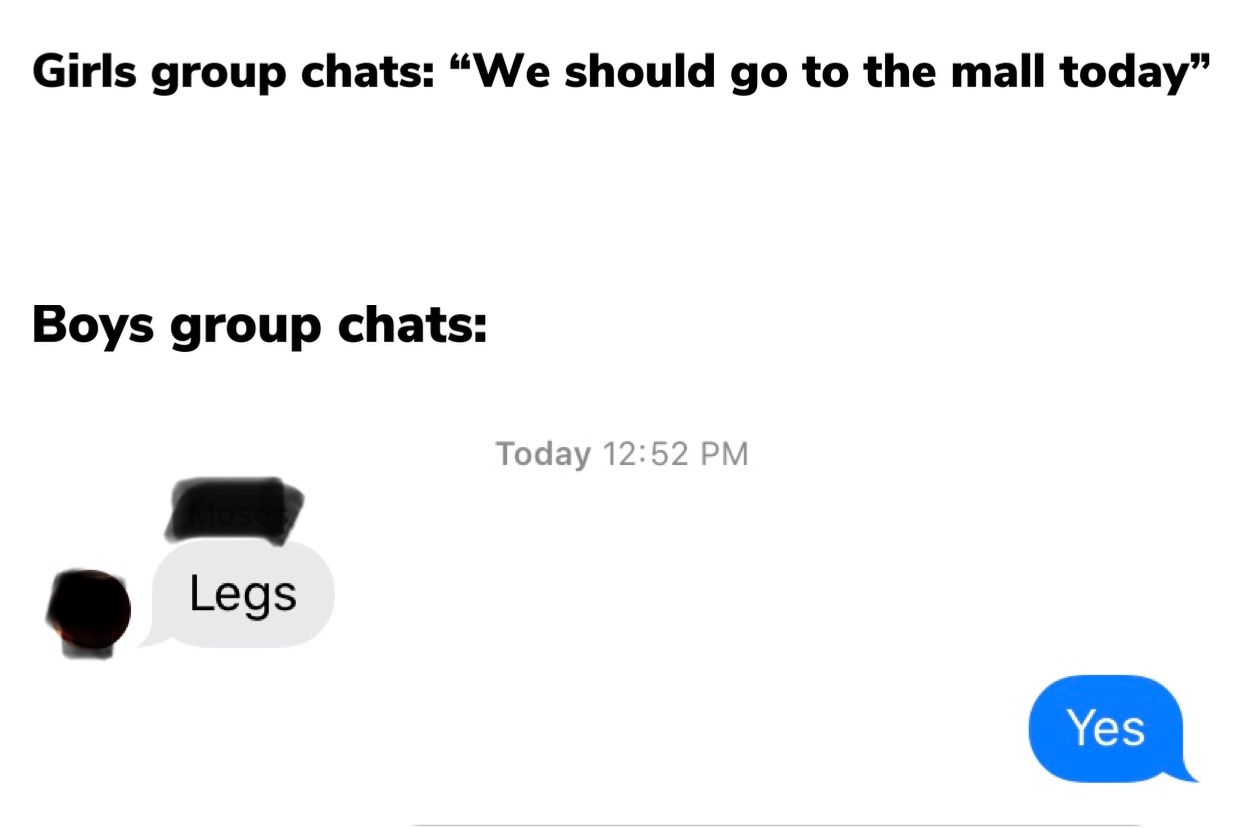 Girls group chats: “We should go to the mall today”
Boys group chats:
Today 12:52 PM
Legs
Yes